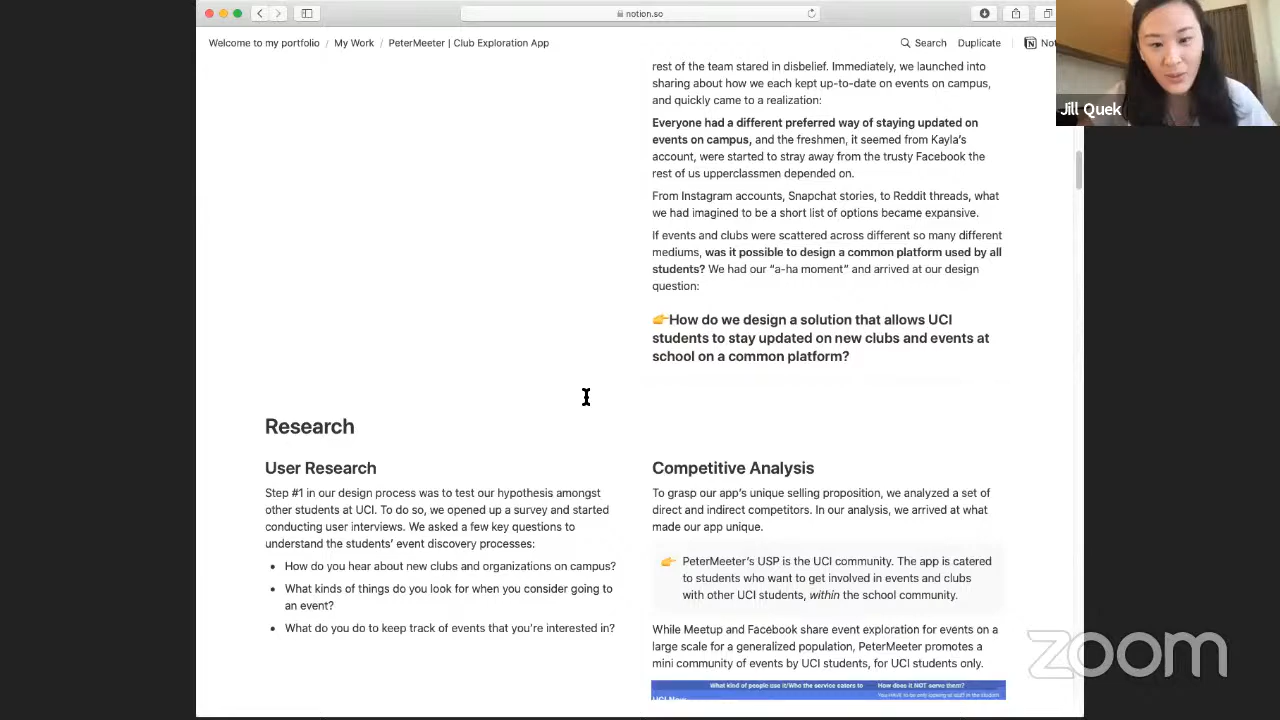 notion.so
Welcome to my portfolio / My Work / PeterMeeter | Club Exploration App
Search Duplicate
rest of the team stared in disbelief. Immediately, we launched into
sharing about how we each kept up-to-date on events on campus,
and quickly came to a realization:
Everyone had a different preferred way of staying updated on
events on campus, and the freshmen, it seemed from Kayla's
account, were started to stray away from the trusty Facebook the
rest of us upperclassmen depended on.
From Instagram accounts, Snapchat stories, to Reddit threads, what
we had imagined to be a short list of options became expansive.
If events and clubs were scattered across different so many different
mediums, was it possible to design a common platform used by all
students? We had our “a-ha moment” and arrived at our design
question:
👉How do we design a solution that allows UCI
students to stay updated on new clubs and events at
school on a common platform?
Research
User Research
Step #1 in our design process was to test our hypothesis amongst
other students at UCI. To do so, we opened up a survey and started
conducting user interviews. We asked a few key questions to
understand the students' event discovery processes:
• How do you hear about new clubs and organizations on campus?
• What kinds of things do you look for when you consider going to
an event?
• What do you do to keep track of events that you're interested in?
Competitive Analysis
To grasp our app's unique selling proposition, we analyzed a set of
direct and indirect competitors. In our analysis, we arrived at what
made our app unique.
👉 PeterMeeter's USP is the UCI community. The app is catered
to students who want to get involved in events and clubs
with other UCI students, within the school community.
While Meetup and Facebook share event exploration for events on a
large scale for a generalized population, PeterMeeter promotes a
mini community of events by UCI students, for UCI students only.
What kind of people use it/Who the service caters to How does it NOT serve them?
Jill Quek
zoom